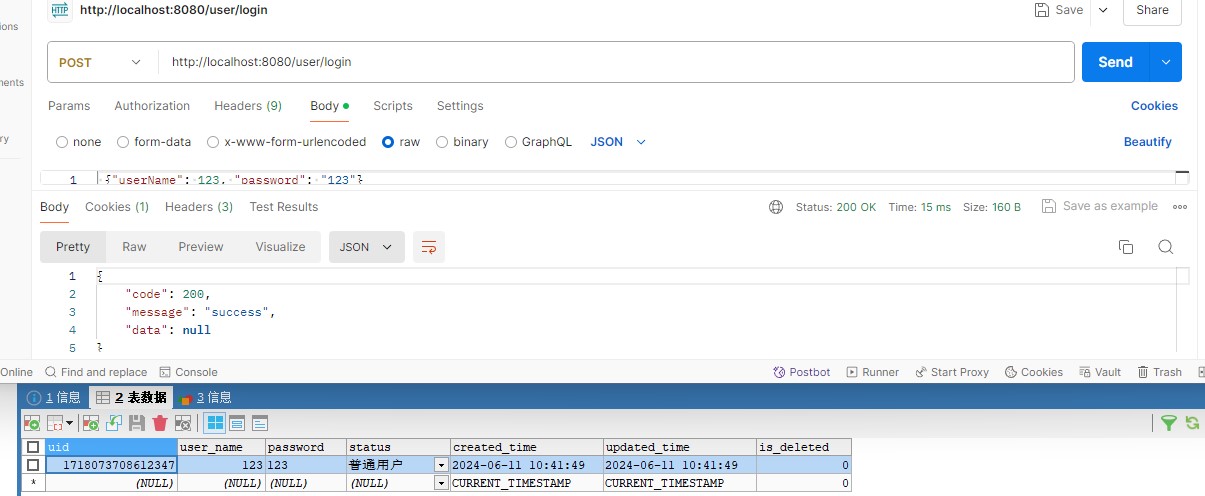 HTTP http://localhost:8080/user/login Save Share
ions
POST http://localhost:8080/user/login Send
ments
Params Authorization Headers (9) Body Scripts Settings Cookies
ry
none form-data x-www-form-urlencoded raw binary GraphQL JSON Beautify
1 {"userName": 123, "password": "123"}
Body Cookies (1) Headers (3) Test Results Status: 200 OK Time: 15 ms Size: 160 B Save as example
Pretty Raw Preview Visualize JSON
1 {
2 "code": 200,
3 "message": "success",
4 "data": null
5 }
Online Find and replace Console Postbot Runner Start Proxy Cookies Vault Trash
1 信息 2 表数据 3 信息
uid user_name password status created_time updated_time is_deleted
1718073708612347 123 123 普通用户 2024-06-11 10:41:49 2024-06-11 10:41:49 0
* (NULL) (NULL) (NULL) (NULL) CURRENT_TIMESTAMP CURRENT_TIMESTAMP 0